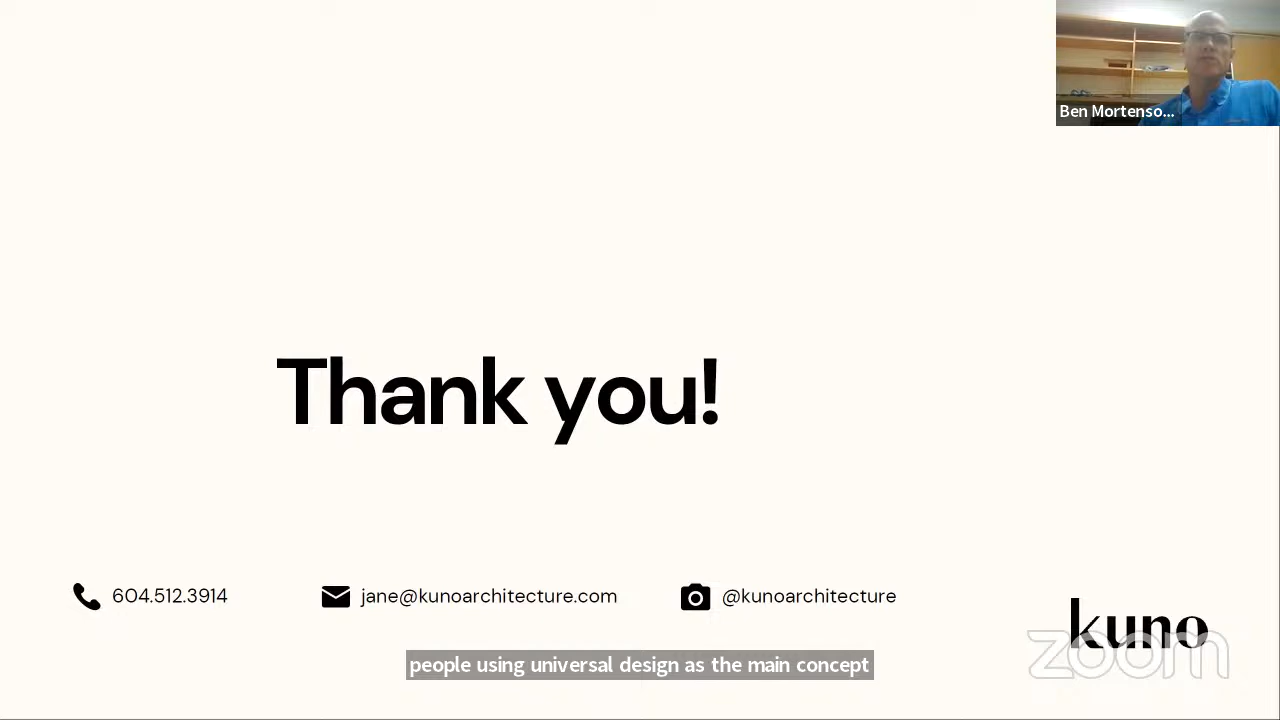 Ben Mortenso...
Thank you!
604.512.3914
jane@kunoarchitecture.com
@kunoarchitecture
kuno
zoom
people using universal design as the main concept